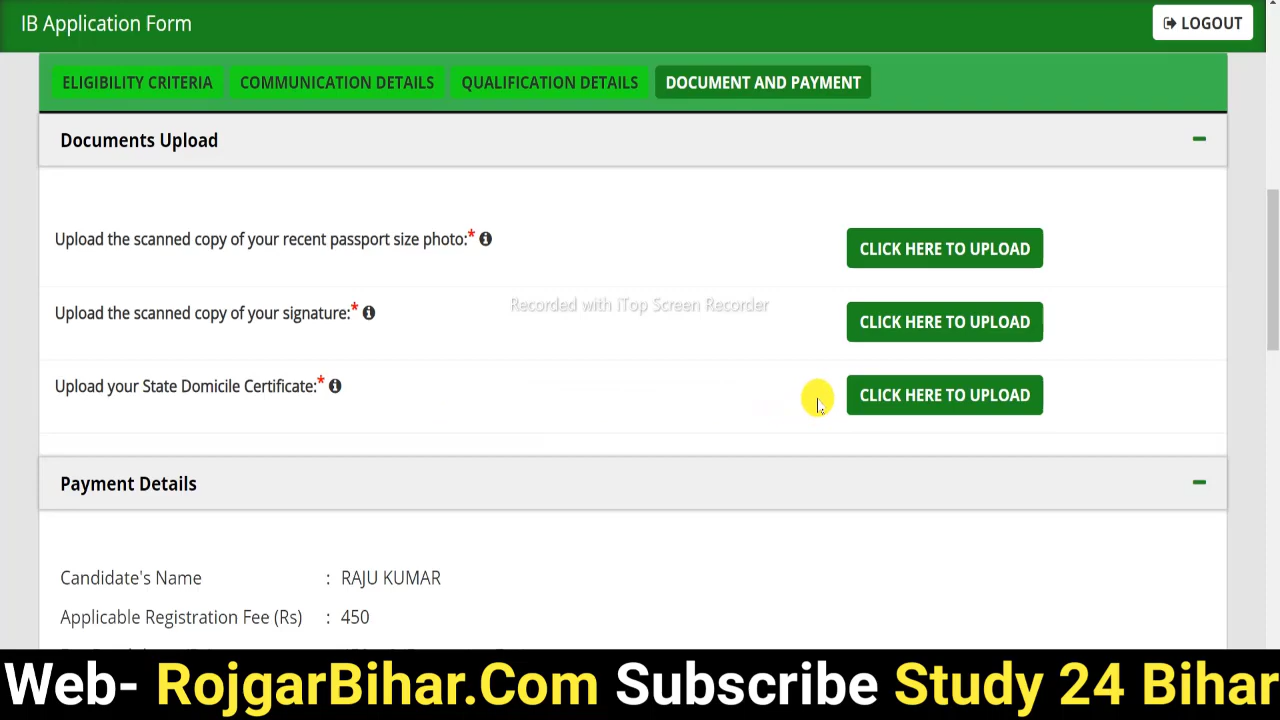 IB Application Form
LOGOUT
ELIGIBILITY CRITERIA COMMUNICATION DETAILS QUALIFICATION DETAILS DOCUMENT AND PAYMENT
Documents Upload
Upload the scanned copy of your recent passport size photo:*
CLICK HERE TO UPLOAD
Recorded with iTop Screen Recorder
Upload the scanned copy of your signature:*
CLICK HERE TO UPLOAD
Upload your State Domicile Certificate:*
CLICK HERE TO UPLOAD
Payment Details
Candidate's Name : RAJU KUMAR
Applicable Registration Fee (Rs) : 450
Web- RojgarBihar.Com Subscribe Study 24 Bihar